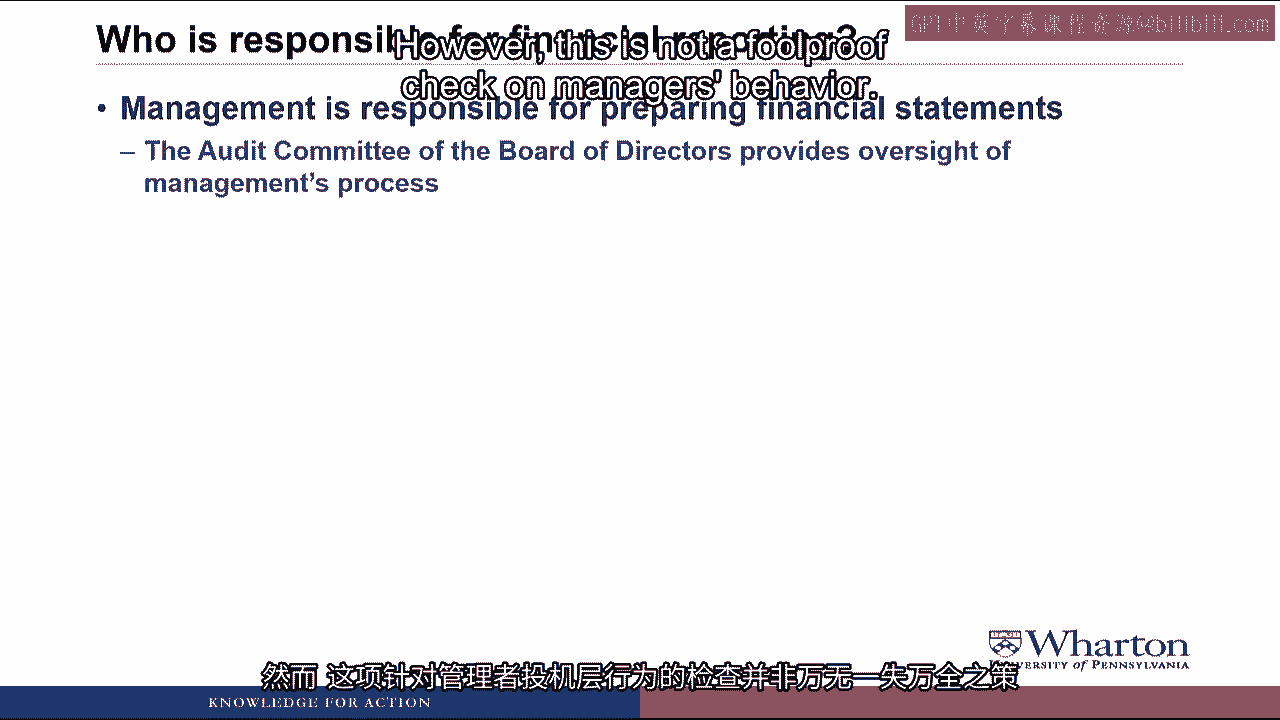 GPT中英字幕课程资源@bilibili.com
Who is responsible for financial reporting?
However, this is not a foolproof
check on managers' behavior.
• Management is responsible for preparing financial statements
– The Audit Committee of the Board of Directors provides oversight of
management’s process
Wharton
UNIVERSITY of PENNSYLVANIA
然而 这项针对管理者投机层行为的检查并非万无一失万全之策
KNOWLEDGE FOR ACTION